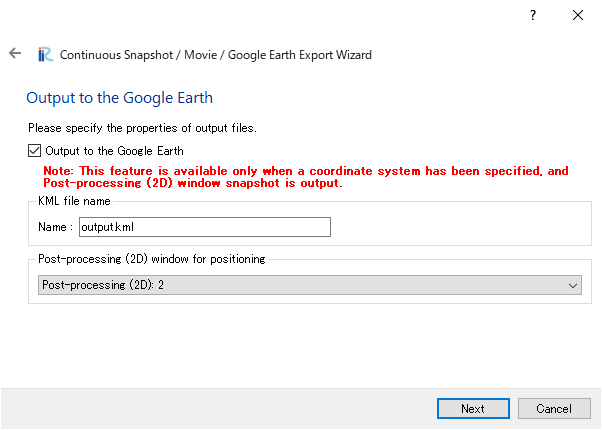 ?
Continuous Snapshot / Movie / Google Earth Export Wizard
Output to the Google Earth
Please specify the properties of output files.
Output to the Google Earth
Note: This feature is available only when a coordinate system has been specified, and
Post-processing (2D) window snapshot is output.
KML file name
Name :
output.kml
Post-processing (2D) window for positioning
Post-processing (2D): 2
Next
Cancel